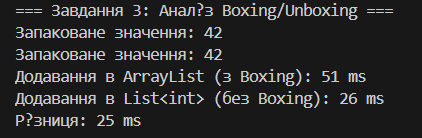 === Завдання 3: Анал?з Boxing/Unboxing ===
Запаковане значення: 42
Запаковане значення: 42
Додавання в ArrayList (з Boxing): 51 ms
Додавання в List<int> (без Boxing): 26 ms
Р?зниця: 25 ms